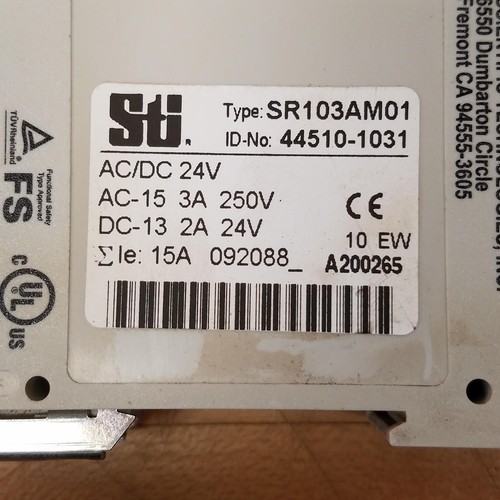 Sti
Type: SR103AM01
ID-No: 44510-1031
AC/DC 24V
AC-15 3A 250V
DC-13 2A 24V
CE
10 EW
∑Ie: 15A 092088_ A200265
TÜVRheinland
Functional Safety
Type Approved
FS
c UL US
6550 Dumbarton Circle
Fremont CA 94555-3605